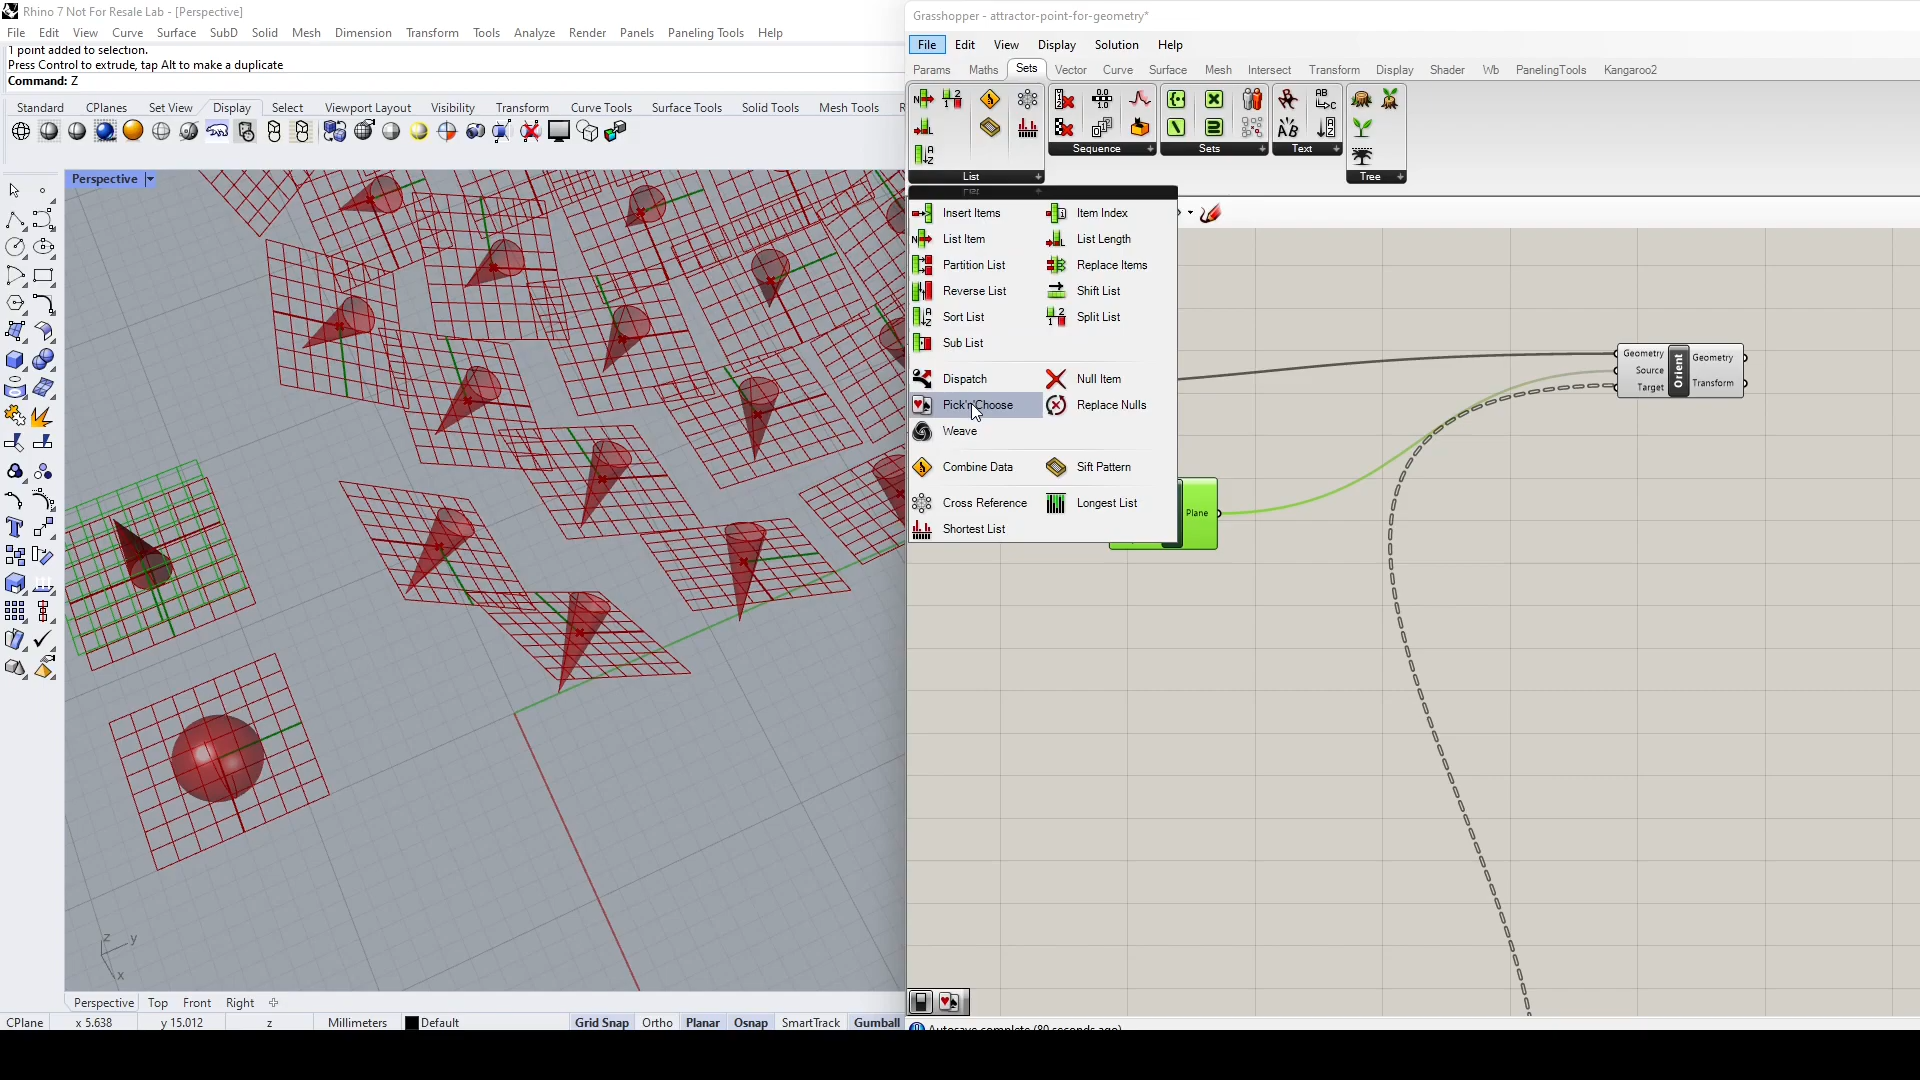 Rhino 7 Not For Resale Lab - [Perspective]
File Edit View Curve Surface SubD Solid Mesh Dimension Transform Tools Analyze Render Panels Paneling Tools Help
1 point added to selection.
Press Control to extrude, tap Alt to make a duplicate
Command: Z
Standard CPlanes Set View Display Select Viewport Layout Visibility Transform Curve Tools Surface Tools Solid Tools Mesh Tools R
Perspective
z y
x
Perspective Top Front Right
CPlane x 5.638 y 15.012 z Millimeters Default Grid Snap Ortho Planar Osnap SmartTrack Gumball
Grasshopper - attractor-point-for-geometry*
File Edit View Display Solution Help
Params Maths Sets Vector Curve Surface Mesh Intersect Transform Display Shader Wb PanelingTools Kangaroo2
Sequence Sets Text
List Tree
Insert Items Item Index
List Item List Length
Partition List Replace Items
Reverse List Shift List
Sort List Split List
Sub List
Dispatch Null Item
Pick'n'Choose Replace Nulls
Weave
Combine Data Sift Pattern
Cross Reference Longest List
Shortest List
Plane
Geometry Geometry
Source Orient
Target Transform
Autosave complete (80 seconds ago)